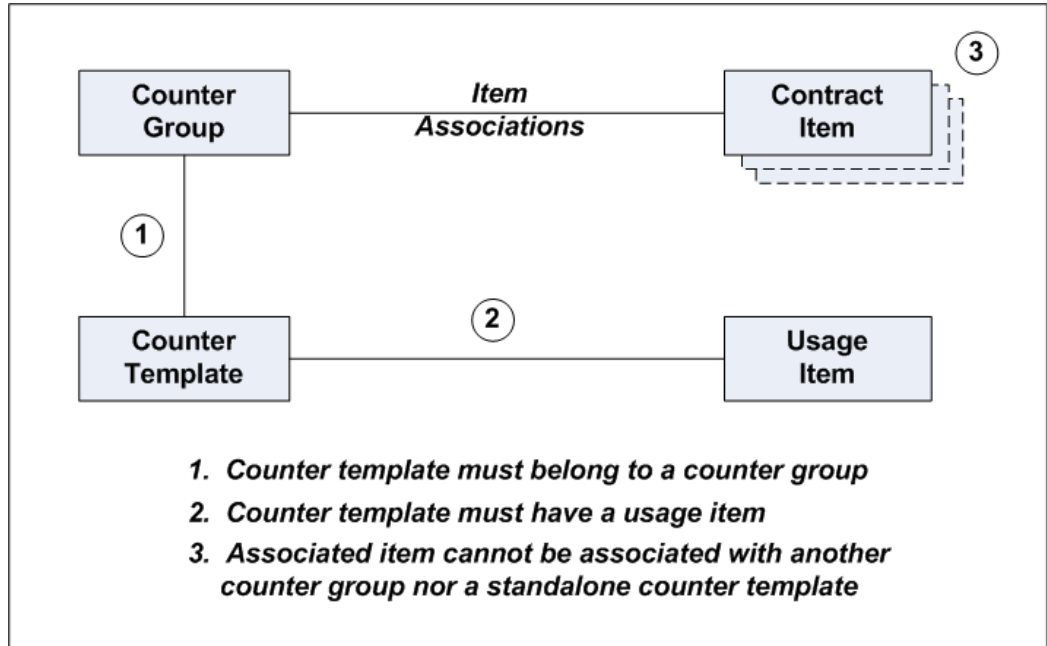 Counter
Group
Item
Associations
Contract
Item
3
1
2
Counter
Template
Usage
Item
1. Counter template must belong to a counter group
2. Counter template must have a usage item
3. Associated item cannot be associated with another
counter group nor a standalone counter template